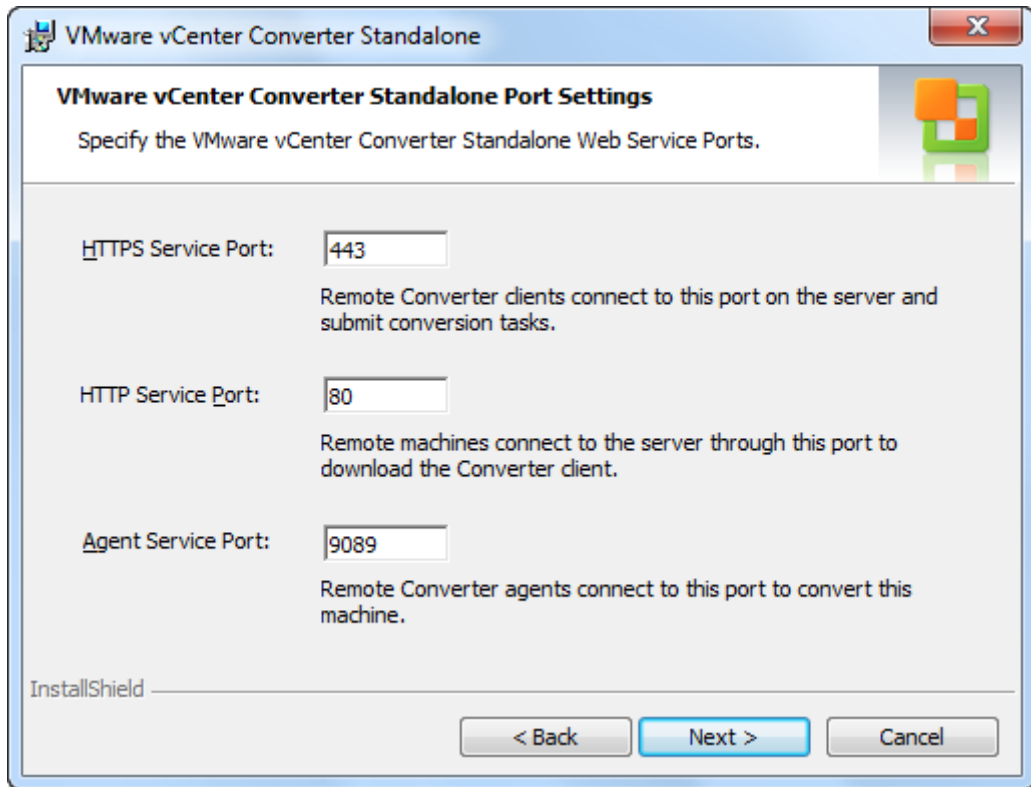 VMware vCenter Converter Standalone
x
VMware vCenter Converter Standalone Port Settings
Specify the VMware vCenter Converter Standalone Web Service Ports.
HTTPS Service Port: 443
Remote Converter clients connect to this port on the server and
submit conversion tasks.
HTTP Service Port: 80
Remote machines connect to the server through this port to
download the Converter client.
Agent Service Port: 9089
Remote Converter agents connect to this port to convert this
machine.
InstallShield
< Back Next > Cancel